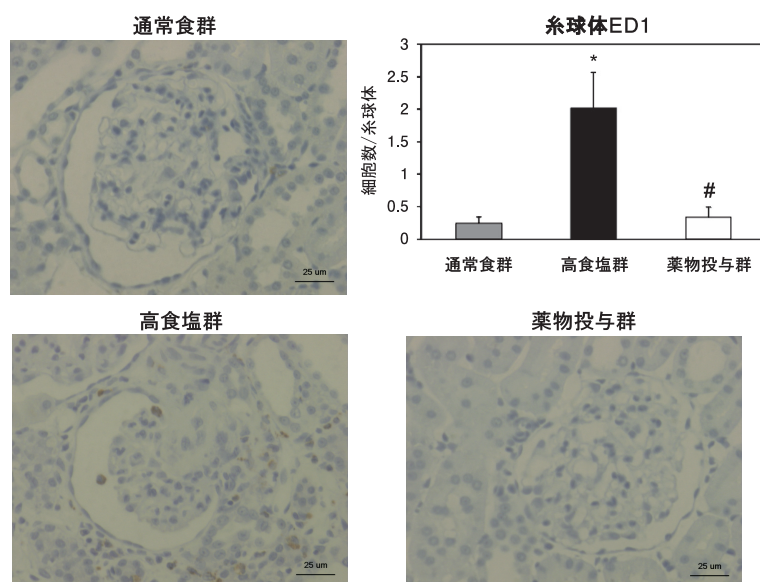 通常食群
25 um
糸球体ED1
細胞数/糸球体
3
2.5
2
1.5
1
0.5
0
*
#
通常食群
高食塩群
薬物投与群
高食塩群
25 um
薬物投与群
25 um